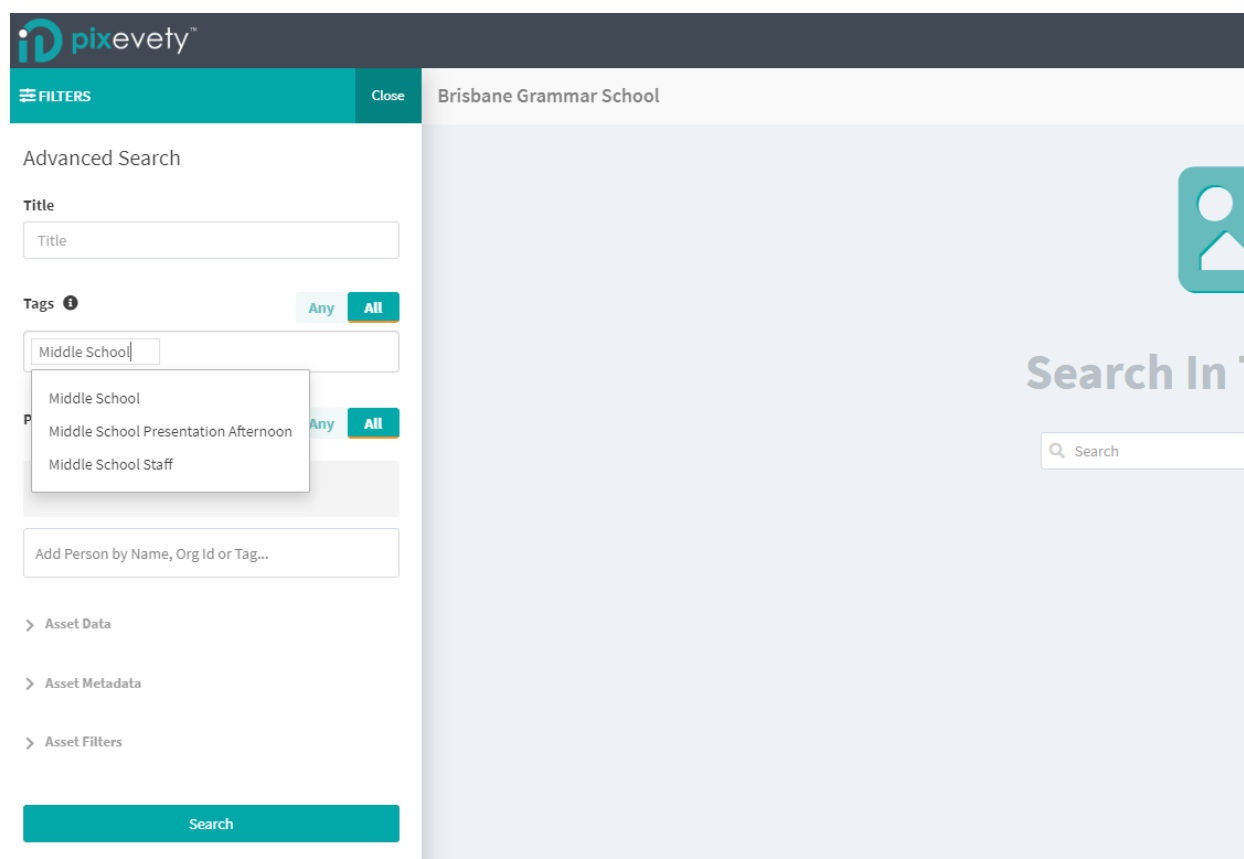 pixevety™
FILTERS
Close
Brisbane Grammar School
Advanced Search
Title
Title
Tags
Any
All
Middle School
Middle School
Middle School Presentation Afternoon
Middle School Staff
P
Any
All
Add Person by Name, Org Id or Tag...
Asset Data
Asset Metadata
Asset Filters
Search
Search In
Search